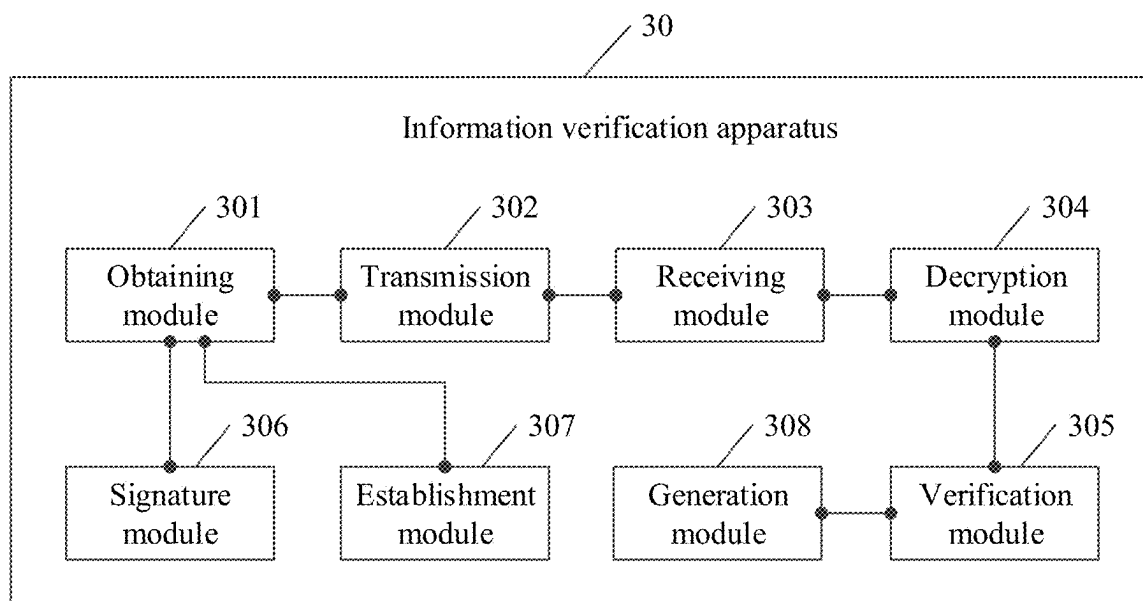 30
Information verification apparatus
301
302
303
304
Obtaining
module
Transmission
module
Receiving
module
Decryption
module
306
307
308
305
Signature
module
Establishment
module
Generation
module
Verification
module